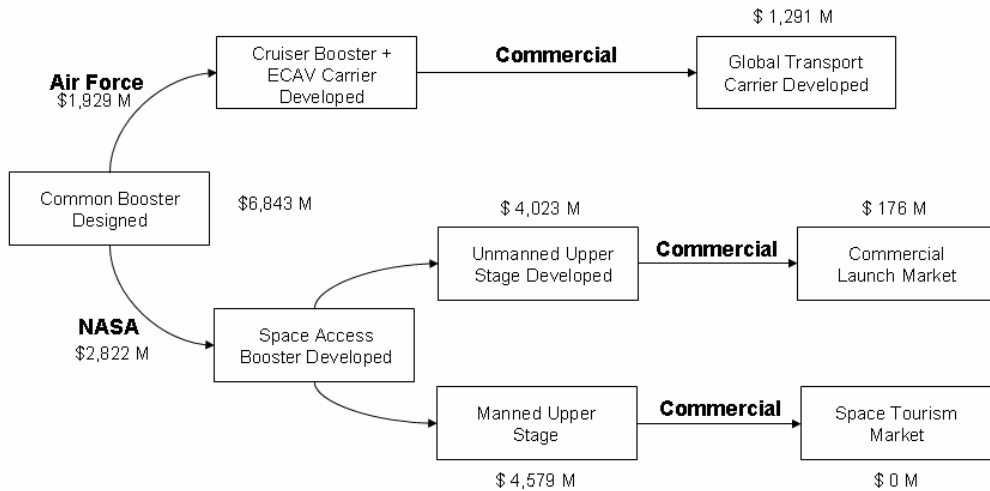 $ 1,291 M
Cruiser Booster +
ECAV Carrier
Developed
Commercial
Global Transport
Carrier Developed
Air Force
$1,929 M
Common Booster
Designed
$6,843 M
$ 4,023 M
$ 176 M
Unmanned Upper
Stage Developed
Commercial
Commercial
Launch Market
NASA
$2,822 M
Space Access
Booster Developed
Manned Upper
Stage
Commercial
Space Tourism
Market
$ 4,579 M
$ 0 M